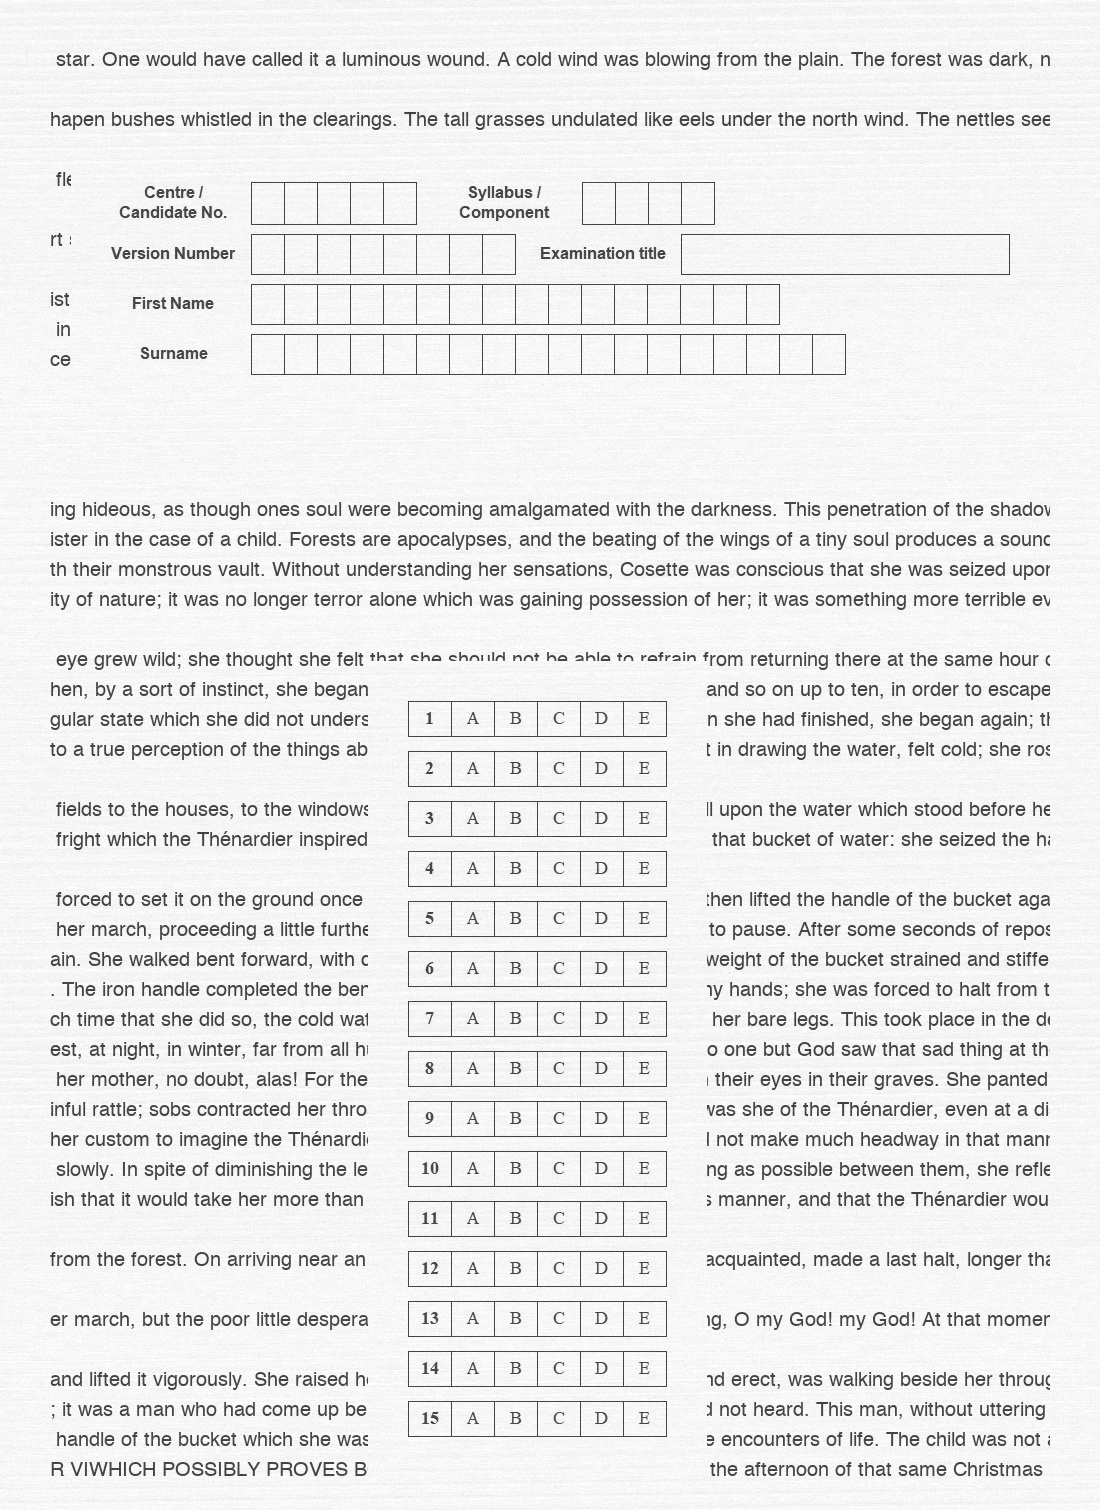 star. One would have called it a luminous wound. A cold wind was blowing from the plain. The forest was dark, n
hapen bushes whistled in the clearings. The tall grasses undulated like eels under the north wind. The nettles see
fle
Centre / Candidate No.
Syllabus / Component
rt
Version Number
Examination title
ist
First Name
in
ce
Surname
ing hideous, as though ones soul were becoming amalgamated with the darkness. This penetration of the shadow
ister in the case of a child. Forests are apocalypses, and the beating of the wings of a tiny soul produces a sound
th their monstrous vault. Without understanding her sensations, Cosette was conscious that she was seized upon
ity of nature; it was no longer terror alone which was gaining possession of her; it was something more terrible ev
eye grew wild; she thought she felt that she should not be able to refrain from returning there at the same hour
hen, by a sort of instinct, she began and so on up to ten, in order to escape
gular state which she did not unders n she had finished, she began again; th
to a true perception of the things ab t in drawing the water, felt cold; she ros
fields to the houses, to the windows ll upon the water which stood before he
fright which the Thénardier inspired that bucket of water: she seized the ha
forced to set it on the ground once then lifted the handle of the bucket aga
her march, proceeding a little furthe to pause. After some seconds of repos
ain. She walked bent forward, with weight of the bucket strained and stiffe
. The iron handle completed the ben ny hands; she was forced to halt from t
ch time that she did so, the cold wat her bare legs. This took place in the de
est, at night, in winter, far from all hu o one but God saw that sad thing at the
her mother, no doubt, alas! For the their eyes in their graves. She panted
inful rattle; sobs contracted her thro was she of the Thénardier, even at a di
her custom to imagine the Thénardie not make much headway in that mann
slowly. In spite of diminishing the le ng as possible between them, she refle
ish that it would take her more than s manner, and that the Thénardier wou
from the forest. On arriving near an acquainted, made a last halt, longer tha
er march, but the poor little despera ng, O my God! my God! At that momen
and lifted it vigorously. She raised he nd erect, was walking beside her throug
; it was a man who had come up be d not heard. This man, without uttering
handle of the bucket which she was e encounters of life. The child was not
R VIWHICH POSSIBLY PROVES B the afternoon of that same Christmas
1 A B C D E
2 A B C D E
3 A B C D E
4 A B C D E
5 A B C D E
6 A B C D E
7 A B C D E
8 A B C D E
9 A B C D E
10 A B C D E
11 A B C D E
12 A B C D E
13 A B C D E
14 A B C D E
15 A B C D E